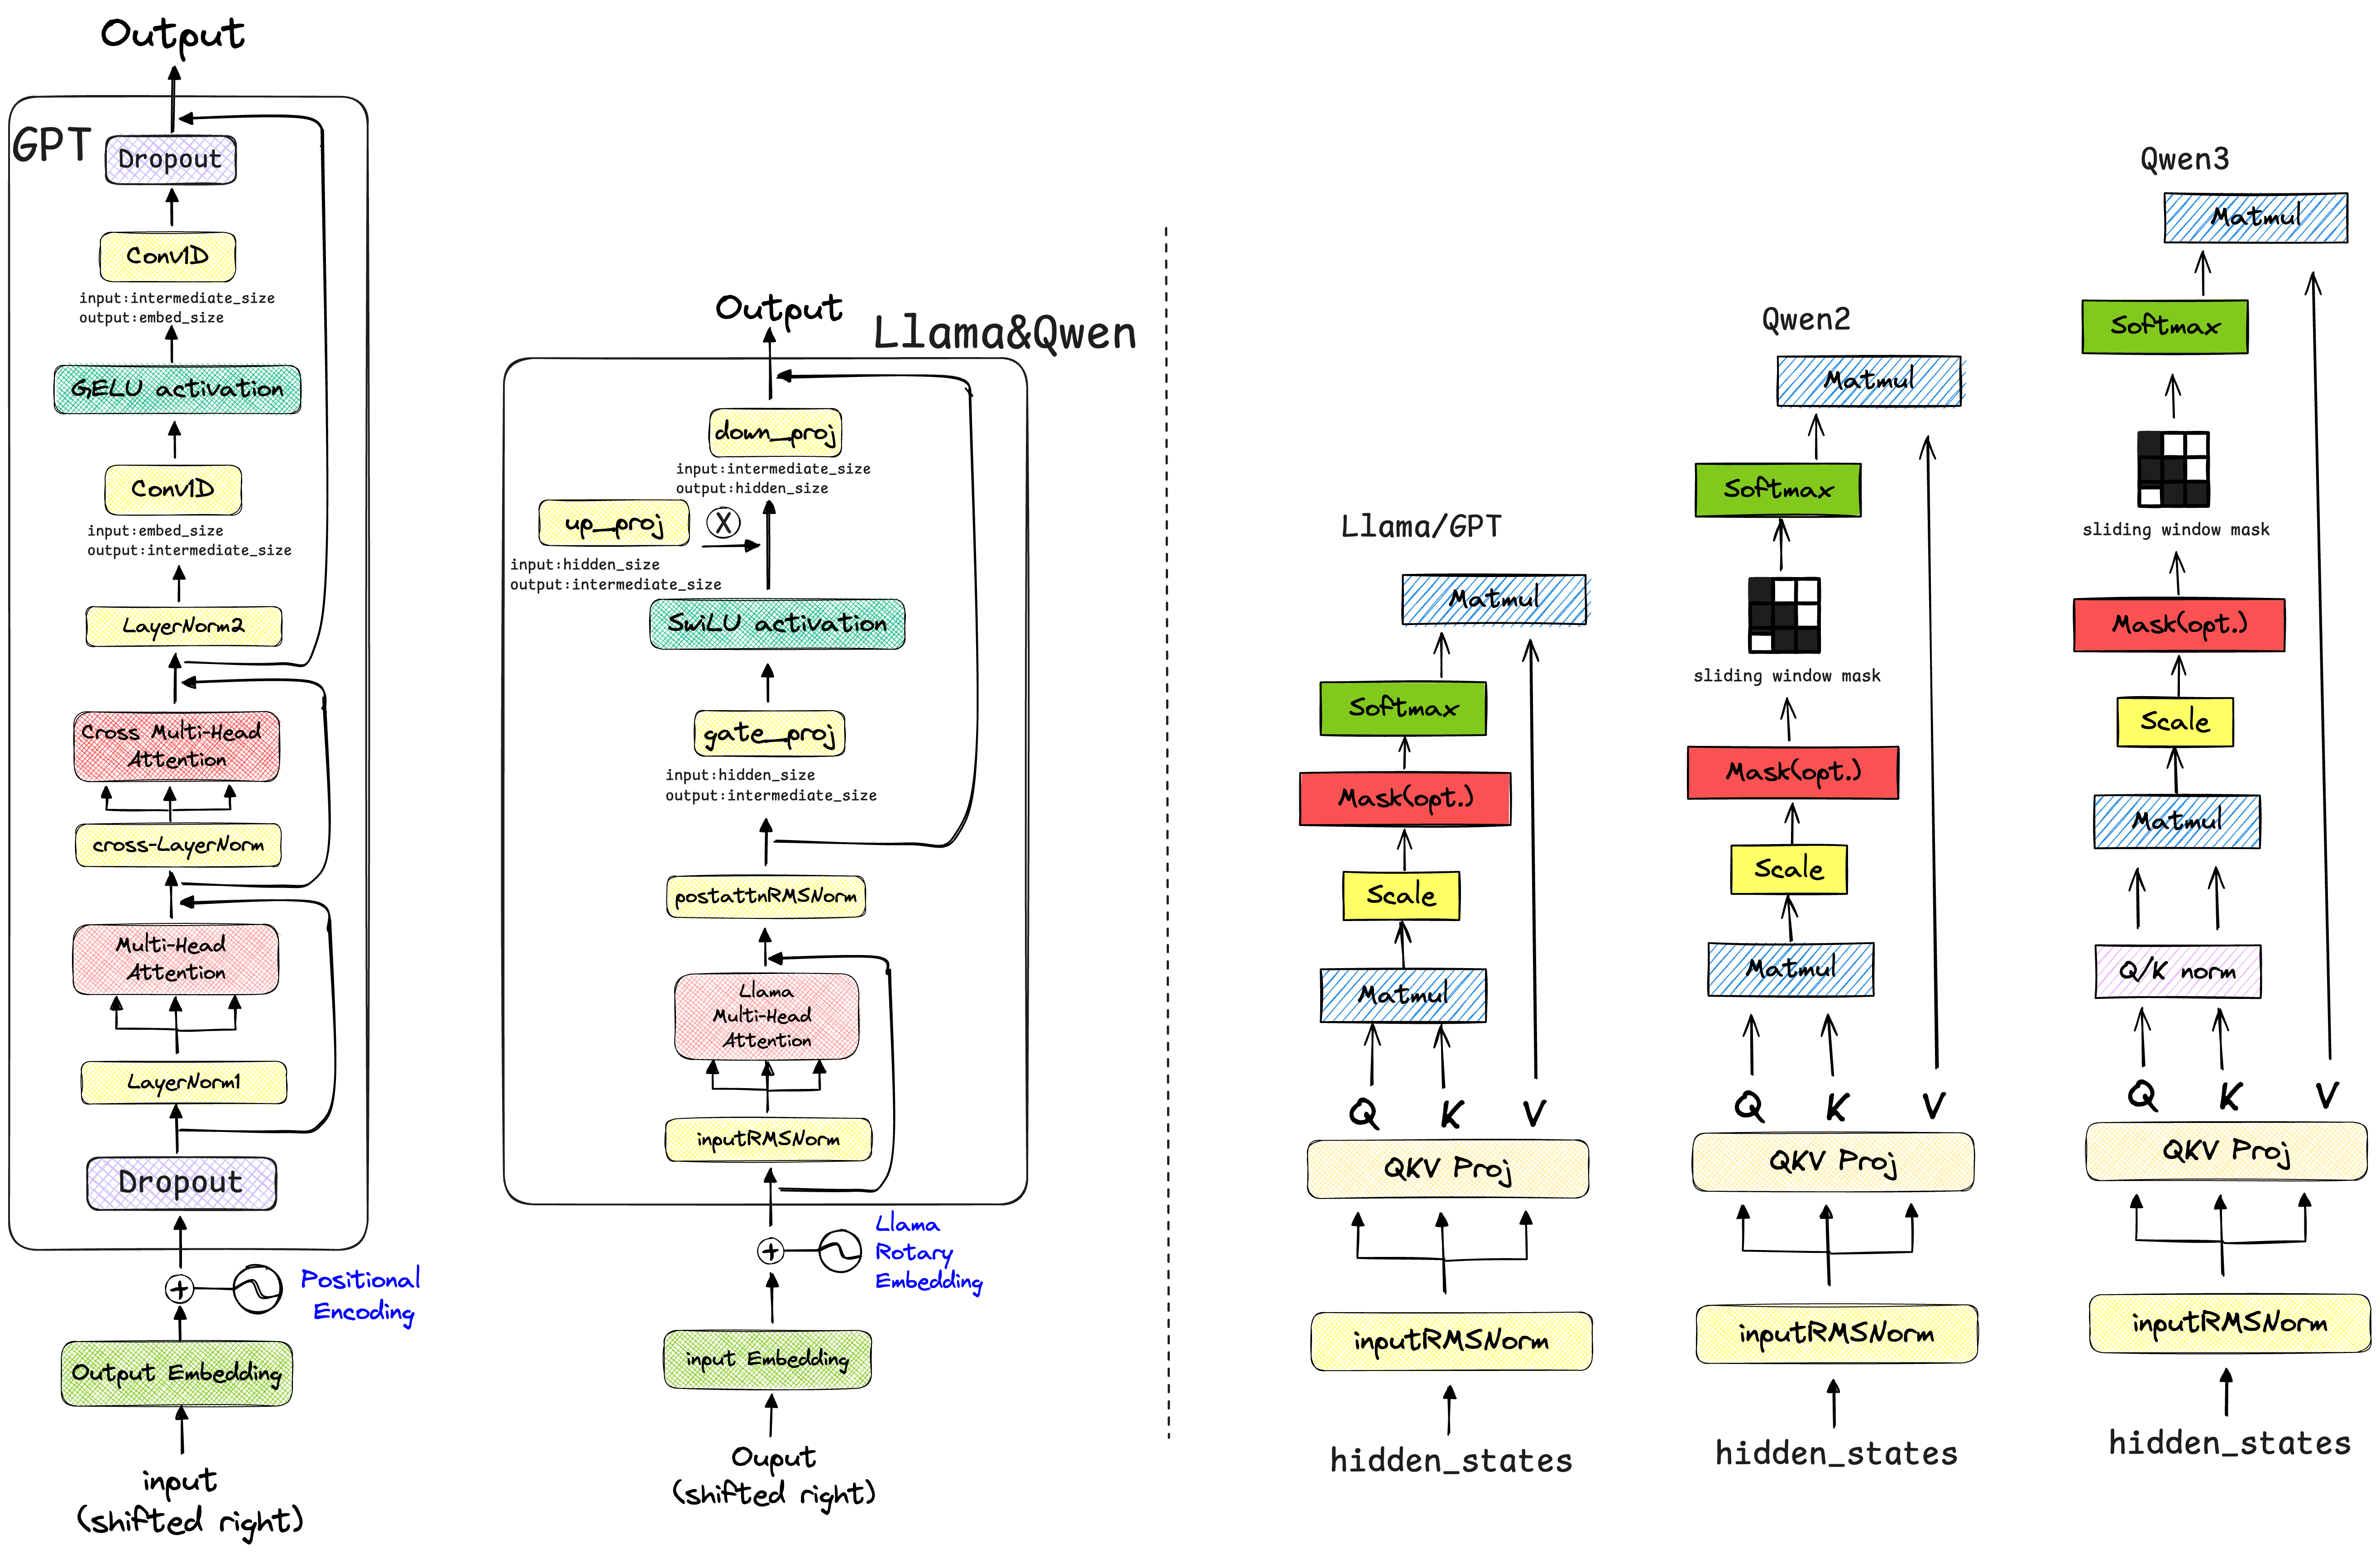 Output
GPT
Dropout
Conv1D
input:intermediate_size
output:embed_size
GELU activation
Conv1D
input:embed_size
output:intermediate_size
LayerNorm2
Cross Multi-Head
Attention
cross-LayerNorm
Multi-Head
Attention
LayerNorm1
Dropout
+
Positional
Encoding
Output Embedding
input
(shifted right)
Output
Llama&Qwen
down_proj
input:intermediate_size
output:hidden_size
up_proj
X
input:hidden_size
output:intermediate_size
SwiLU activation
gate_proj
input:hidden_size
output:intermediate_size
postattnRMSNorm
Llama
Multi-Head
Attention
inputRMSNorm
+
Llama
Rotary
Embedding
input Embedding
Ouput
(shifted right)
Llama/GPT
Matmul
Softmax
Mask(opt.)
Scale
Matmul
Q K V
QKV Proj
inputRMSNorm
hidden_states
Qwen2
Matmul
Softmax
sliding window mask
Mask(opt.)
Scale
Matmul
Q K V
QKV Proj
inputRMSNorm
hidden_states
Qwen3
Matmul
Softmax
sliding window mask
Mask(opt.)
Scale
Matmul
Q/K norm
Q K V
QKV Proj
inputRMSNorm
hidden_states